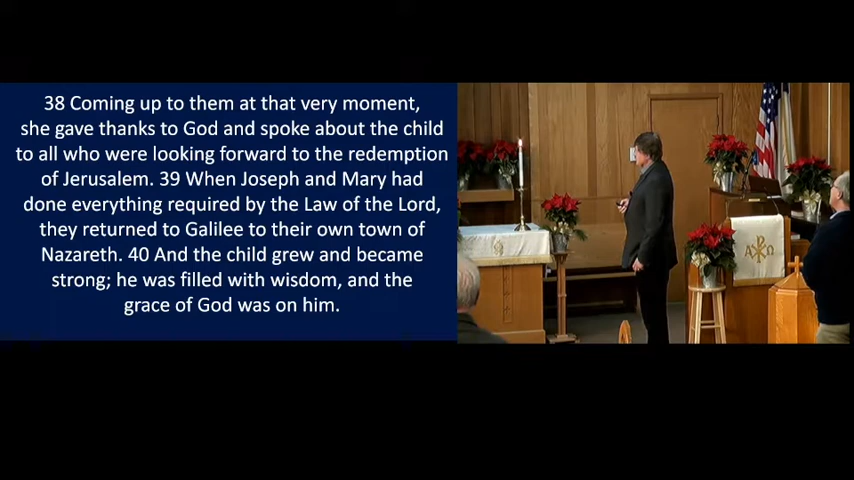 38 Coming up to them at that very moment,
she gave thanks to God and spoke about the child
to all who were looking forward to the redemption
of Jerusalem. 39 When Joseph and Mary had
done everything required by the Law of the Lord,
they returned to Galilee to their own town of
Nazareth. 40 And the child grew and became
strong; he was filled with wisdom, and the
grace of God was on him.
Α☧Ω